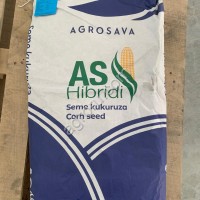 AGROSAVA
AS
Hibridi
Seme kukuruza
Corn seed